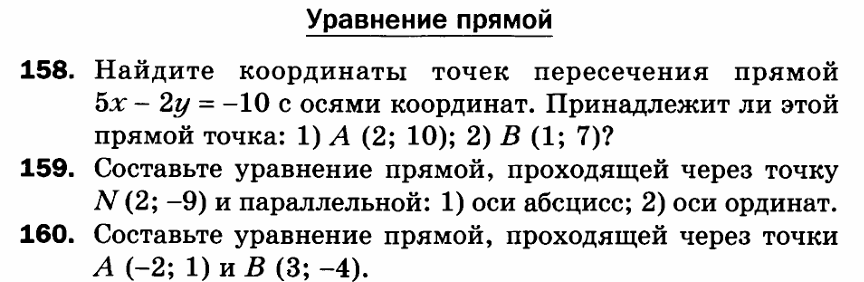 Уравнение прямой
158. Найдите координаты точек пересечения прямой
5x – 2y = –10 с осями координат. Принадлежит ли этой
прямой точка: 1) A (2; 10); 2) B (1; 7)?
159. Составьте уравнение прямой, проходящей через точку
N (2; –9) и параллельной: 1) оси абсцисс; 2) оси ординат.
160. Составьте уравнение прямой, проходящей через точки
A (–2; 1) и B (3; –4).